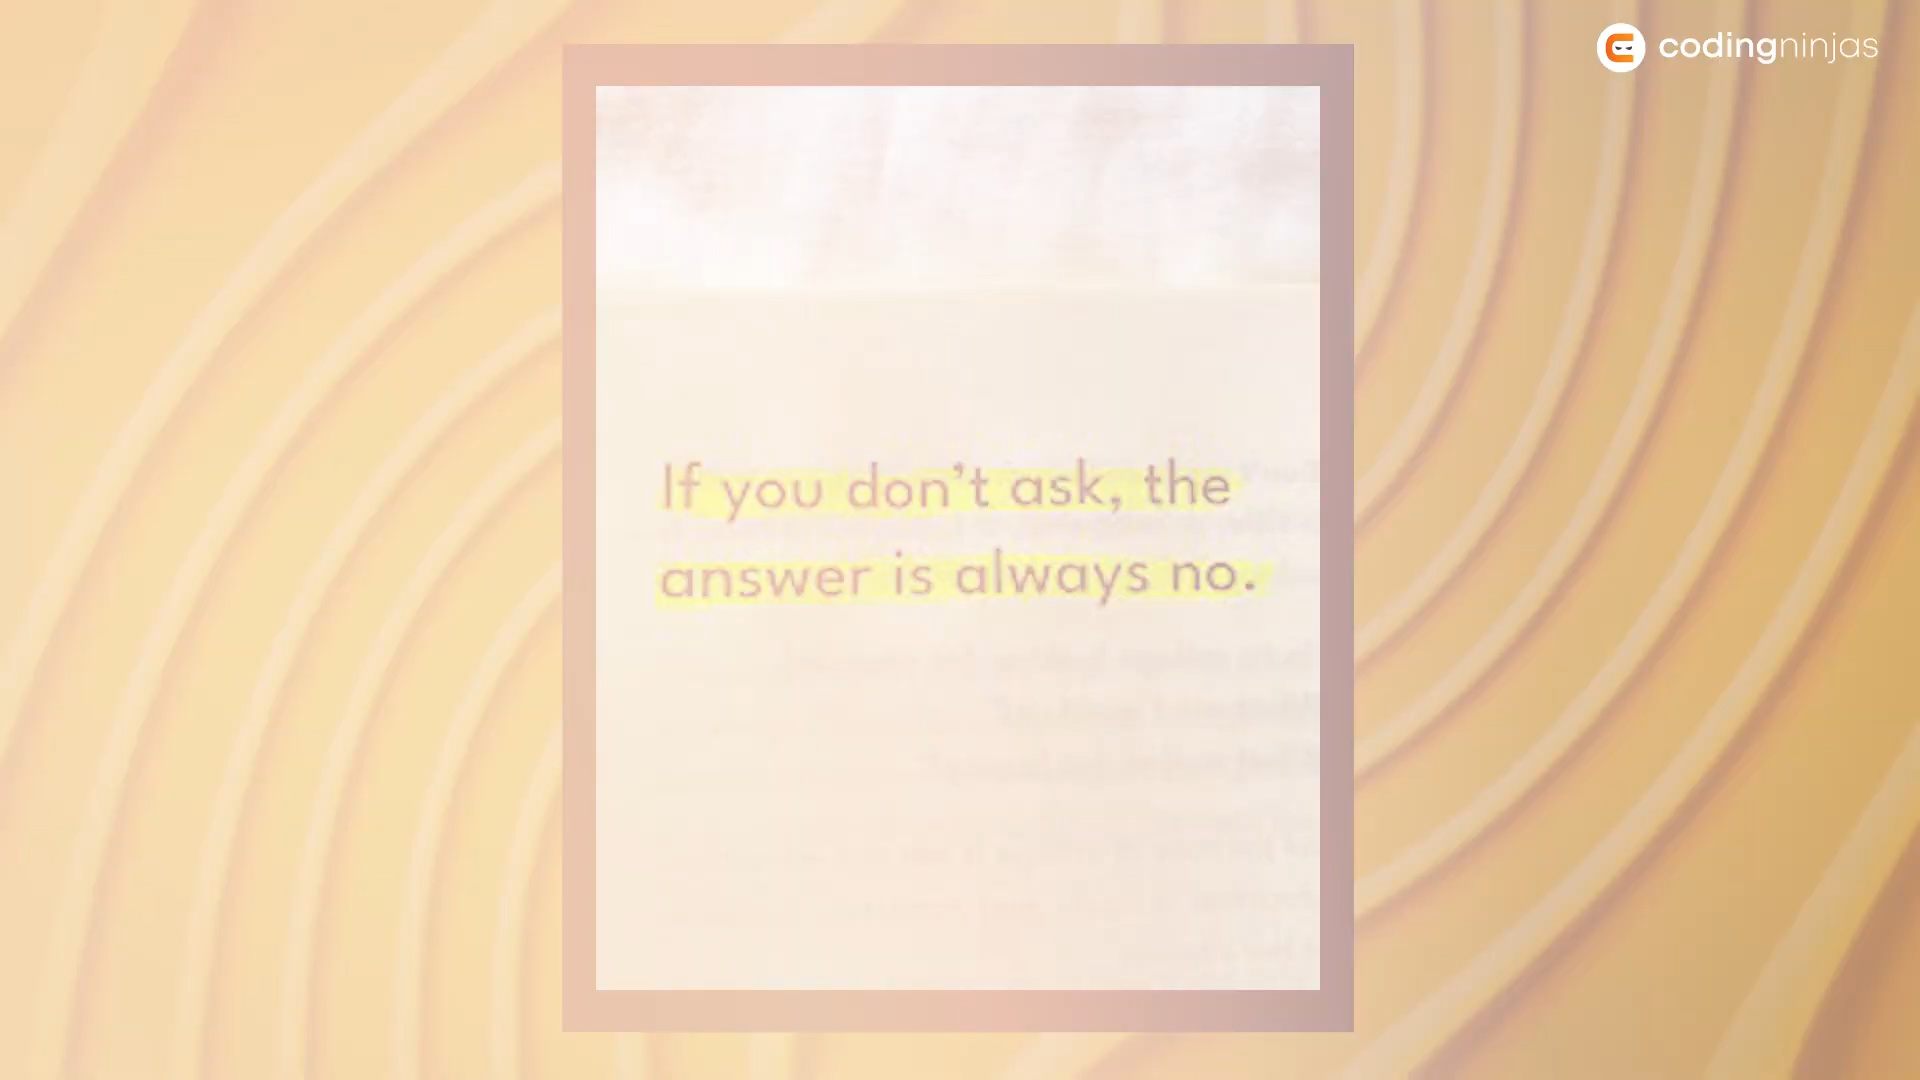 codingninjas
If you don't ask, the
answer is always no.